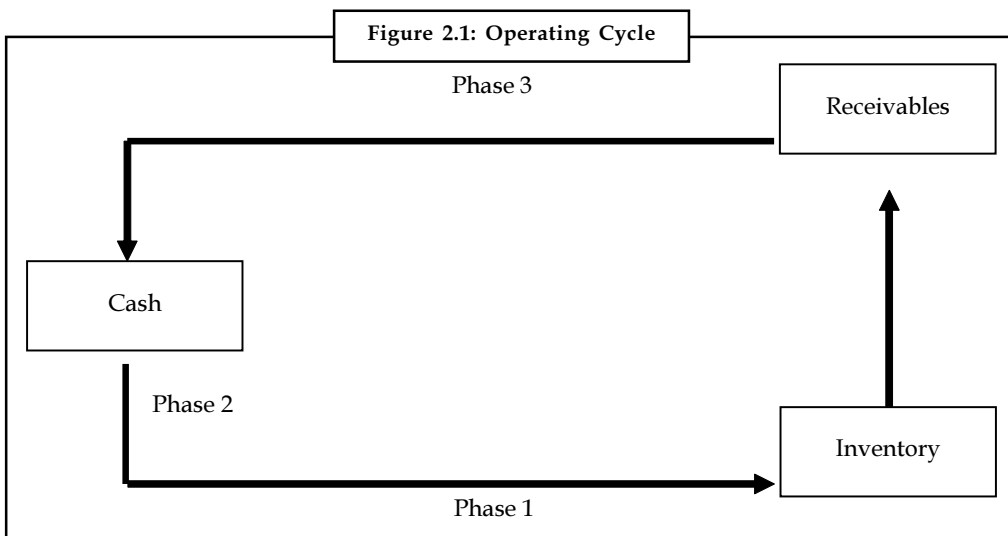 Figure 2.1: Operating Cycle
Phase 3
Receivables
Cash
Phase 2
Inventory
Phase 1